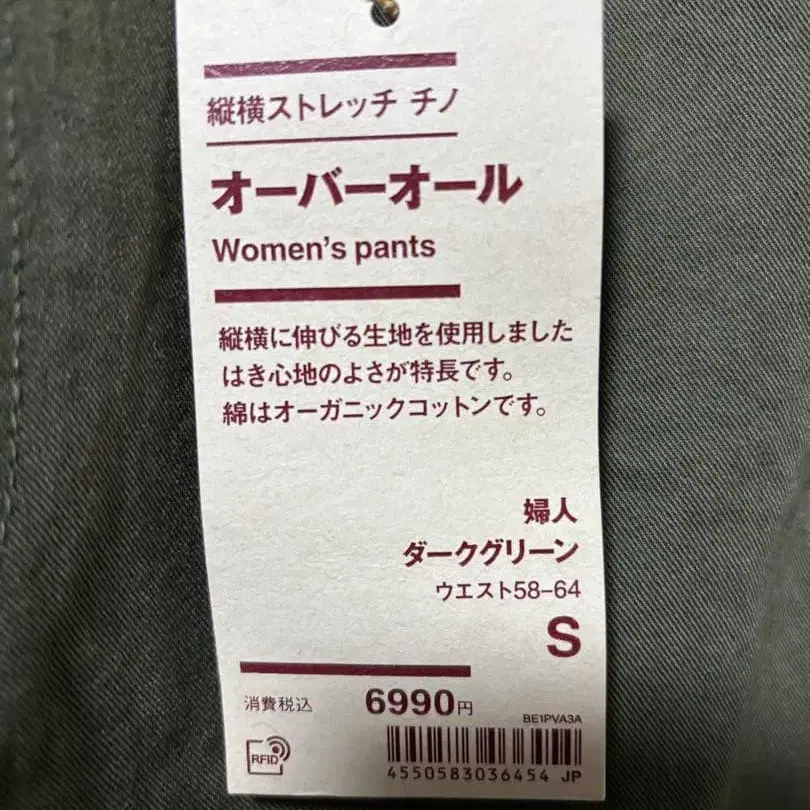 縦横ストレッチ チノ
オーバーオール
Women's pants
縦横に伸びる生地を使用しました
はき心地のよさが特長です。
綿はオーガニックコットンです。
婦人
ダークグリーン
ウエスト58-64
S
消費税込 6990円
BE1PVA3A
RFID
4550583036454 JP